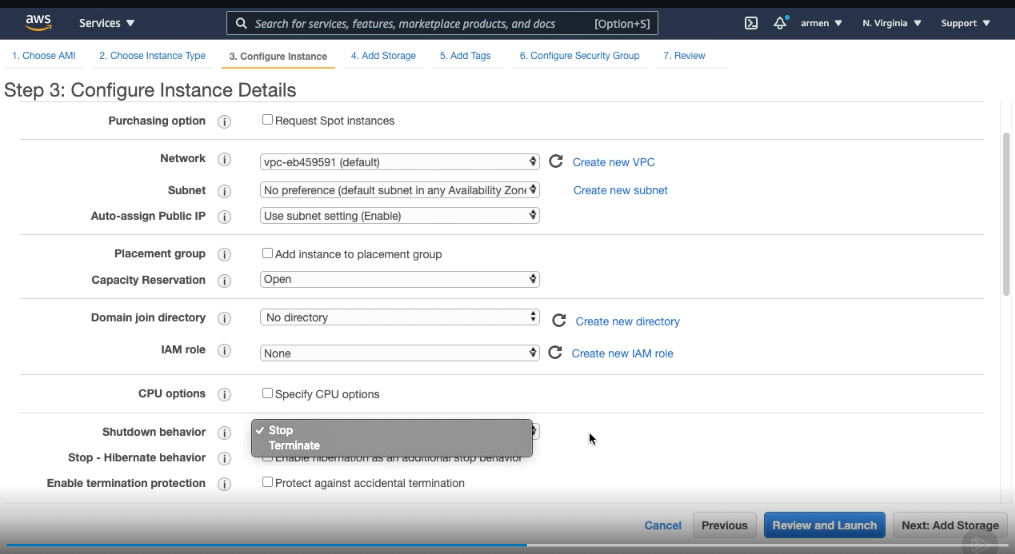 aws
Services
Search for services, features, marketplace products, and docs [Option+S]
armen
N. Virginia
Support
1. Choose AMI 2. Choose Instance Type 3. Configure Instance 4. Add Storage 5. Add Tags 6. Configure Security Group 7. Review
Step 3: Configure Instance Details
Purchasing option i Request Spot instances
Network i vpc-eb459591 (default) Create new VPC
Subnet i No preference (default subnet in any Availability Zone Create new subnet
Auto-assign Public IP i Use subnet setting (Enable)
Placement group i Add instance to placement group
Capacity Reservation i Open
Domain join directory i No directory Create new directory
IAM role i None Create new IAM role
CPU options i Specify CPU options
Shutdown behavior i Stop
Terminate
Stop - Hibernate behavior i Enable hibernation as an additional stop behavior
Enable termination protection i Protect against accidental termination
Cancel Previous Review and Launch Next: Add Storage